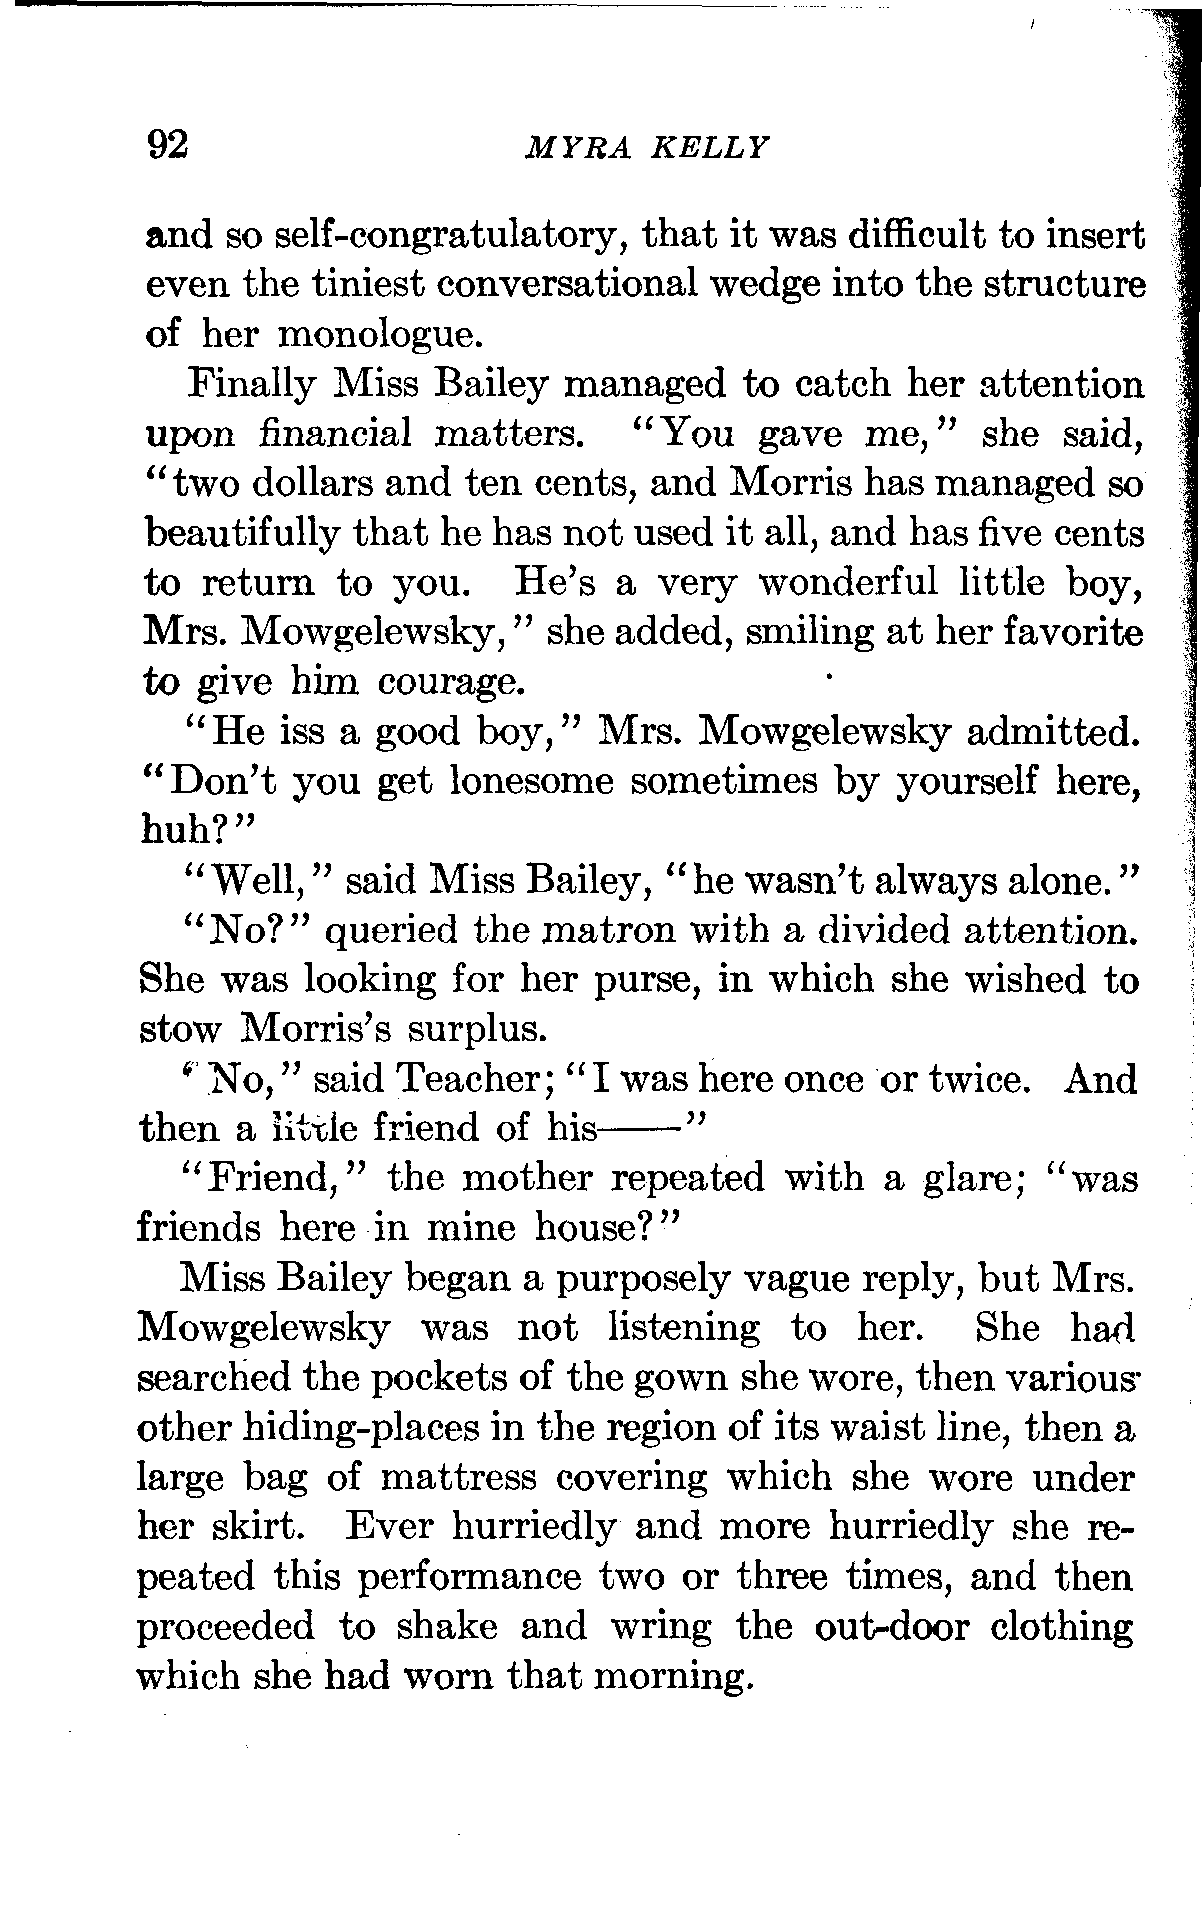 92 MYRA KELLY
and so self-congratulatory, that it was difficult to insert
even the tiniest conversational wedge into the structure
of her monologue.
Finally Miss Bailey managed to catch her attention
upon financial matters. "You gave me," she said,
"two dollars and ten cents, and Morris has managed so
beautifully that he has not used it all, and has five cents
to return to you. He's a very wonderful little boy,
Mrs. Mowgelewsky," she added, smiling at her favorite
to give him courage.
"He iss a good boy," Mrs. Mowgelewsky admitted.
"Don't you get lonesome sometimes by yourself here,
huh?"
"Well," said Miss Bailey, "he wasn't always alone."
"No?" queried the matron with a divided attention.
She was looking for her purse, in which she wished to
stow Morris's surplus.
"No," said Teacher; "I was here once or twice. And
then a little friend of his——"
"Friend," the mother repeated with a glare; "was
friends here in mine house?"
Miss Bailey began a purposely vague reply, but Mrs.
Mowgelewsky was not listening to her. She had
searched the pockets of the gown she wore, then various
other hiding-places in the region of its waist line, then a
large bag of mattress covering which she wore under
her skirt. Ever hurriedly and more hurriedly she re-
peated this performance two or three times, and then
proceeded to shake and wring the out-door clothing
which she had worn that morning.